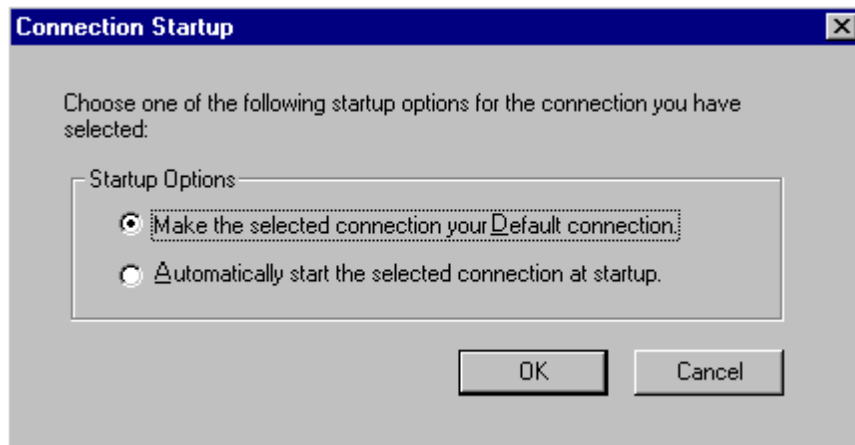 Connection Startup
Choose one of the following startup options for the connection you have
selected:
Startup Options
Make the selected connection your Default connection.
Automatically start the selected connection at startup.
OK
Cancel